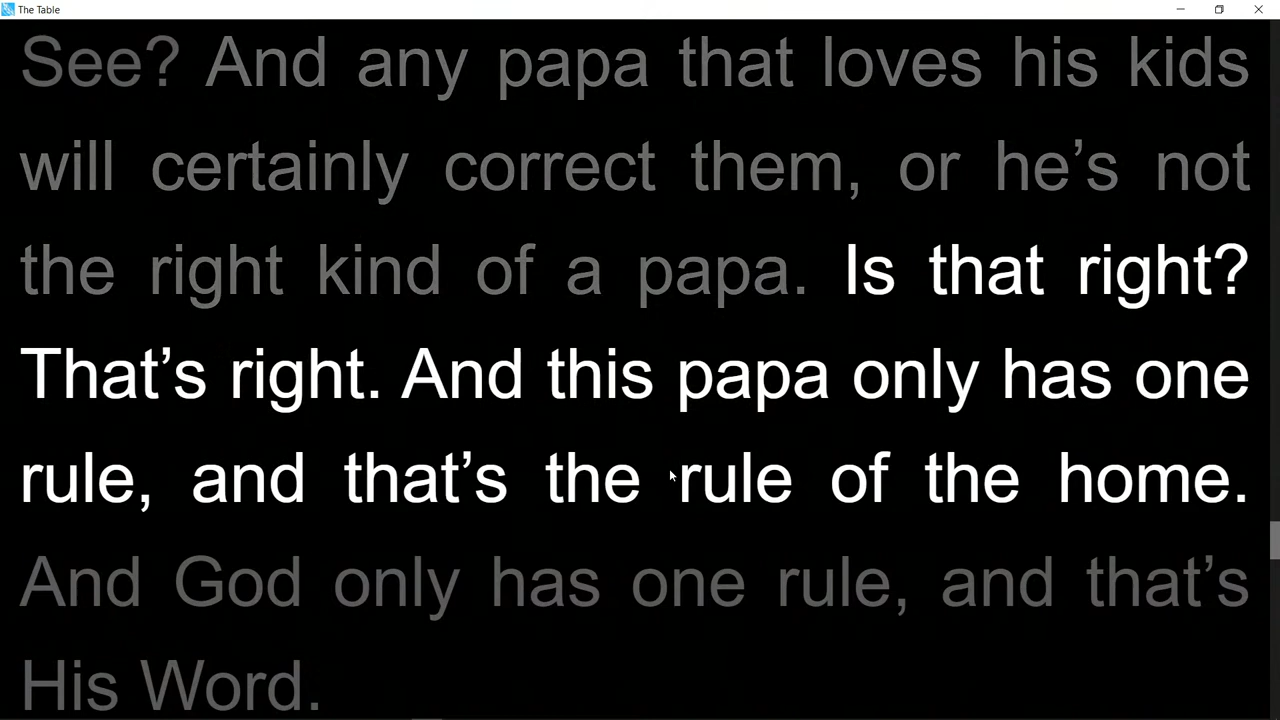 The Table
See? And any papa that loves his kids
will certainly correct them, or he’s not
the right kind of a papa. Is that right?
That’s right. And this papa only has one
rule, and that’s the rule of the home.
And God only has one rule, and that’s
His Word.